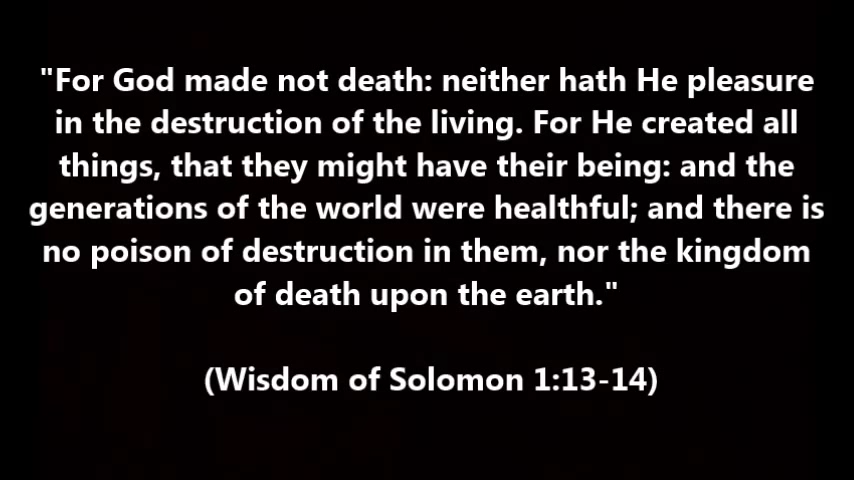 "For God made not death: neither hath He pleasure
in the destruction of the living. For He created all
things, that they might have their being: and the
generations of the world were healthful; and there is
no poison of destruction in them, nor the kingdom
of death upon the earth."
(Wisdom of Solomon 1:13-14)